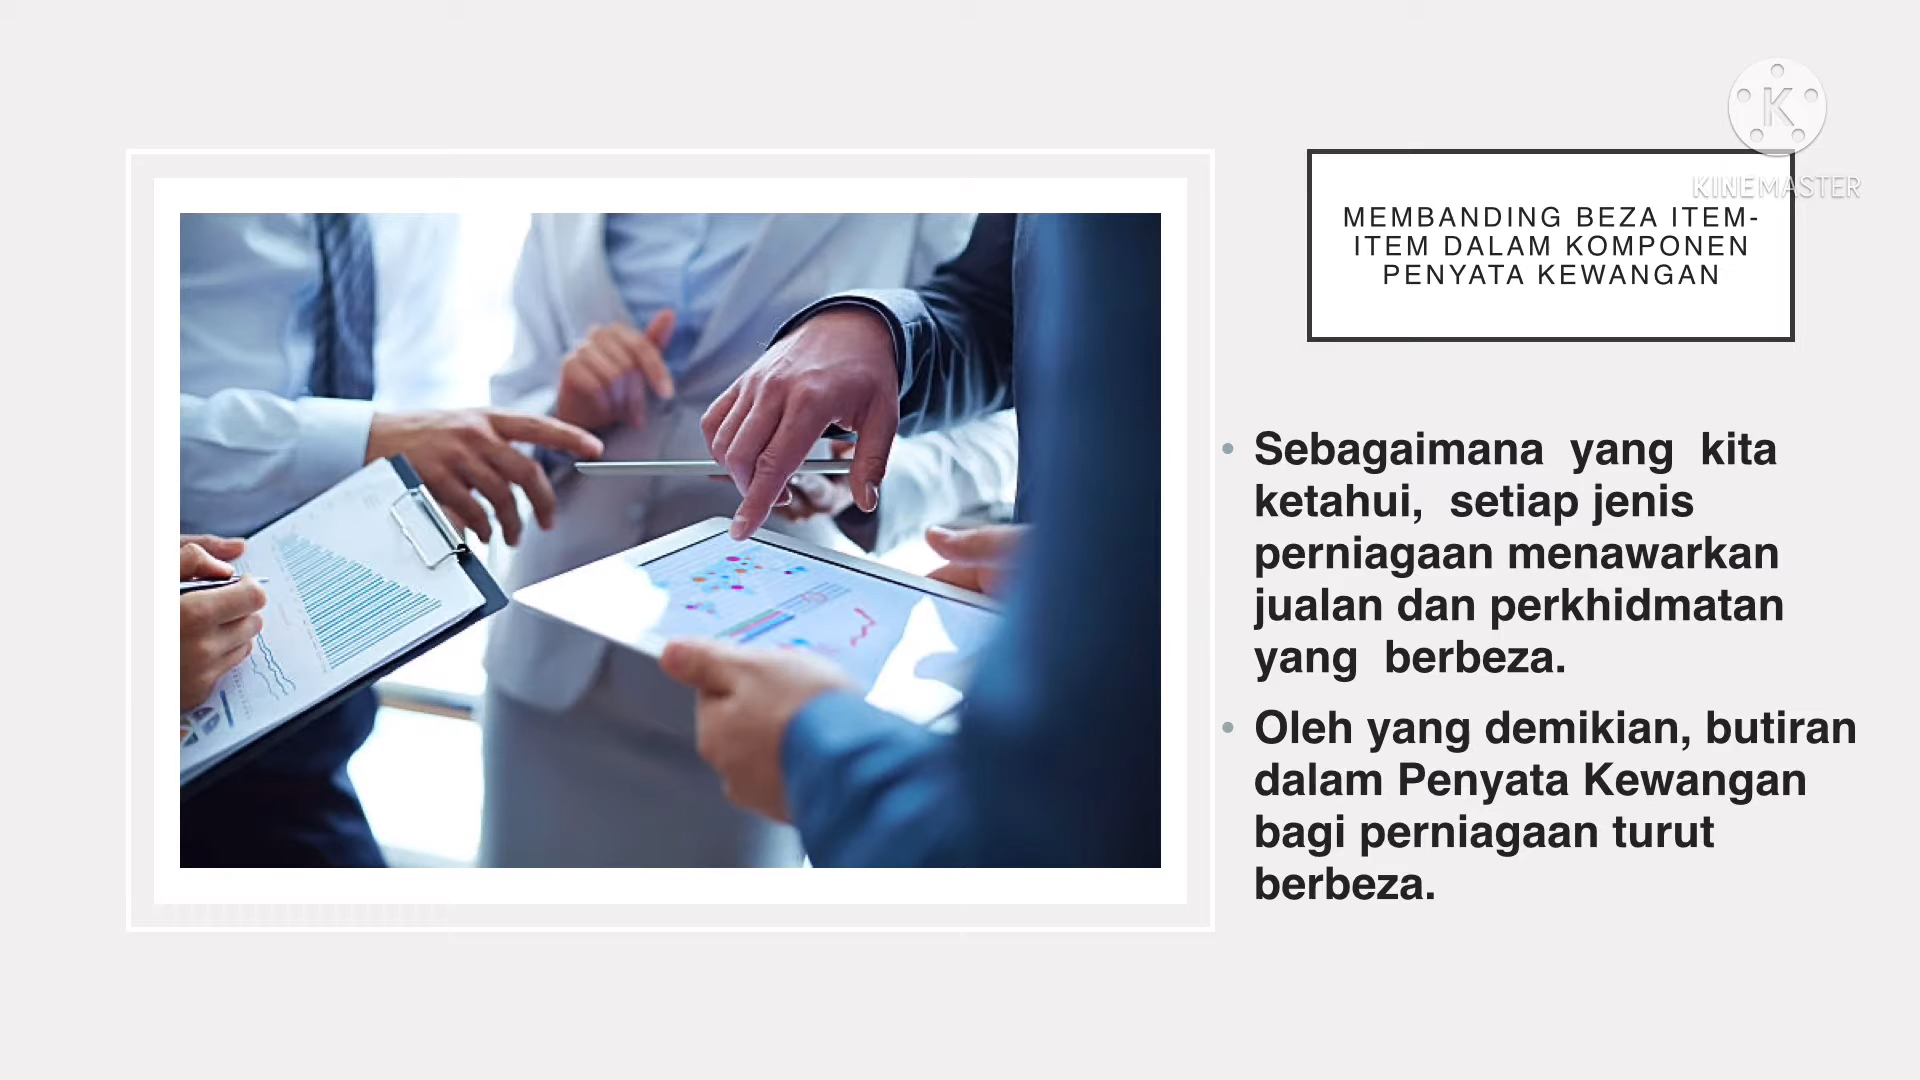 K
KINEMASTER
MEMBANDING BEZA ITEM-
ITEM DALAM KOMPONEN
PENYATA KEWANGAN
Sebagaimana yang kita
ketahui, setiap jenis
perniagaan menawarkan
jualan dan perkhidmatan
yang berbeza.
Oleh yang demikian, butiran
dalam Penyata Kewangan
bagi perniagaan turut
berbeza.